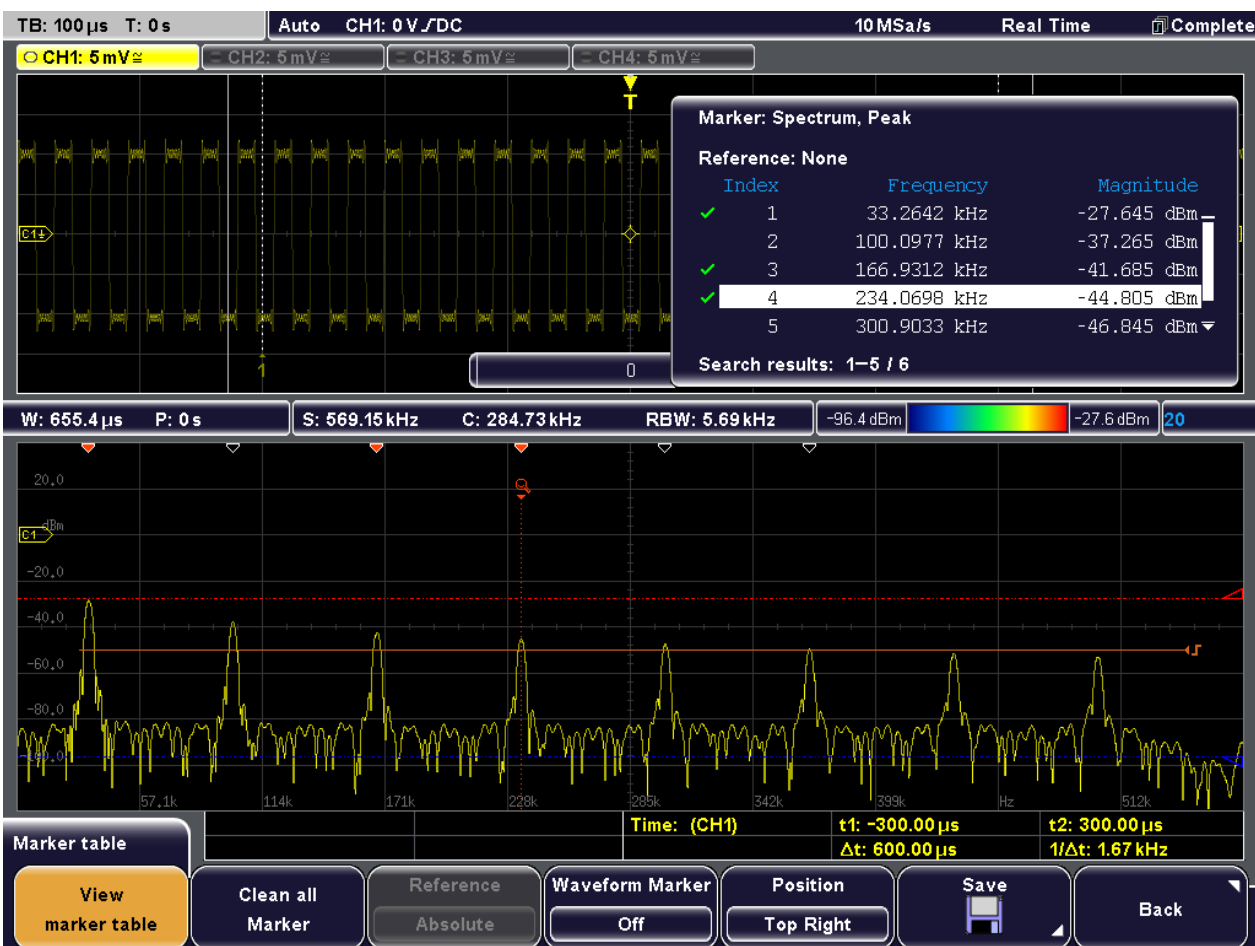 TB: 100 µs T: 0 s Auto CH1: 0 V DC 10 MSa/s Real Time Complete
CH1: 5 mV≅ CH2: 5 mV≅ CH3: 5 mV≅ CH4: 5 mV≅
T
Marker: Spectrum, Peak
Reference: None
Index Frequency Magnitude
1 33.2642 kHz -27.645 dBm
2 100.0977 kHz -37.265 dBm
3 166.9312 kHz -41.685 dBm
4 234.0698 kHz -44.805 dBm
5 300.9033 kHz -46.845 dBm
Search results: 1–5 / 6
C1
1
0
W: 655.4 µs P: 0 s S: 569.15 kHz C: 284.73 kHz RBW: 5.69 kHz -96.4 dBm -27.6 dBm 20
20.0
dBm
C1
-20.0
-40.0
-60.0
-80.0
-100.0
57.1k 114k 171k 228k 285k 342k 399k Hz 512k
Time: (CH1) t1: -300.00 µs t2: 300.00 µs
Δt: 600.00 µs 1/Δt: 1.67 kHz
Marker table
View marker table
Clean all Marker
Reference
Absolute
Waveform Marker
Off
Position
Top Right
Save
Back